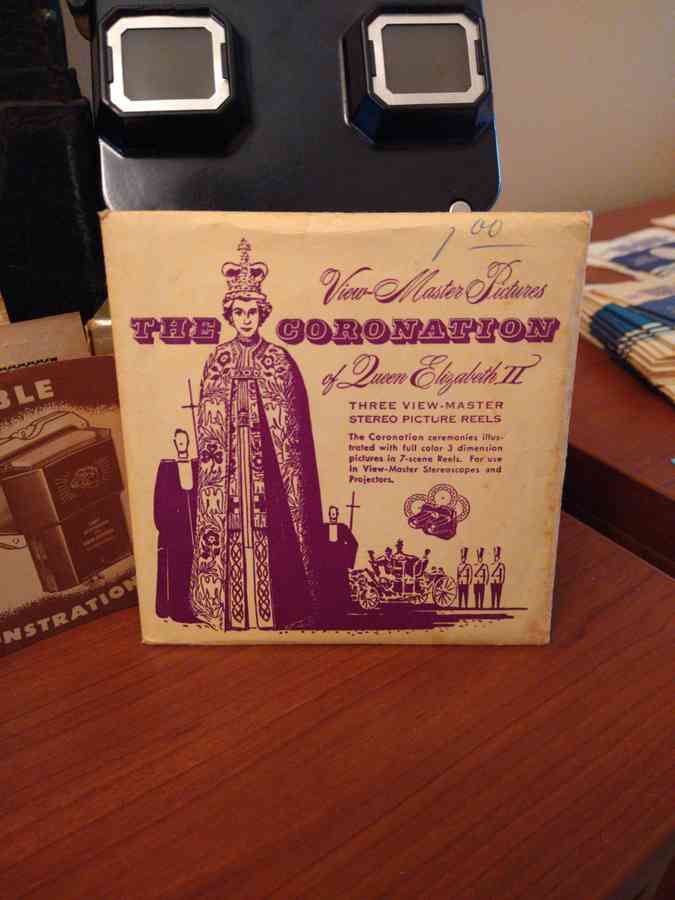 1.00
View-Master Pictures
THE CORONATION
of Queen Elizabeth II
THREE VIEW-MASTER
STEREO PICTURE REELS
The Coronation ceremonies illus-
trated with full color 3 dimension
pictures in 7-scene Reels. For use
in View-Master Stereoscopes and
Projectors.
BLE
NSTRATION